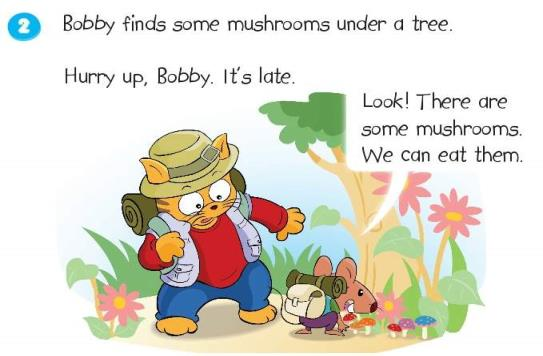 2 Bobby finds some mushrooms under a tree.
Hurry up, Bobby. It's late.
Look! There are
some mushrooms.
We can eat them.